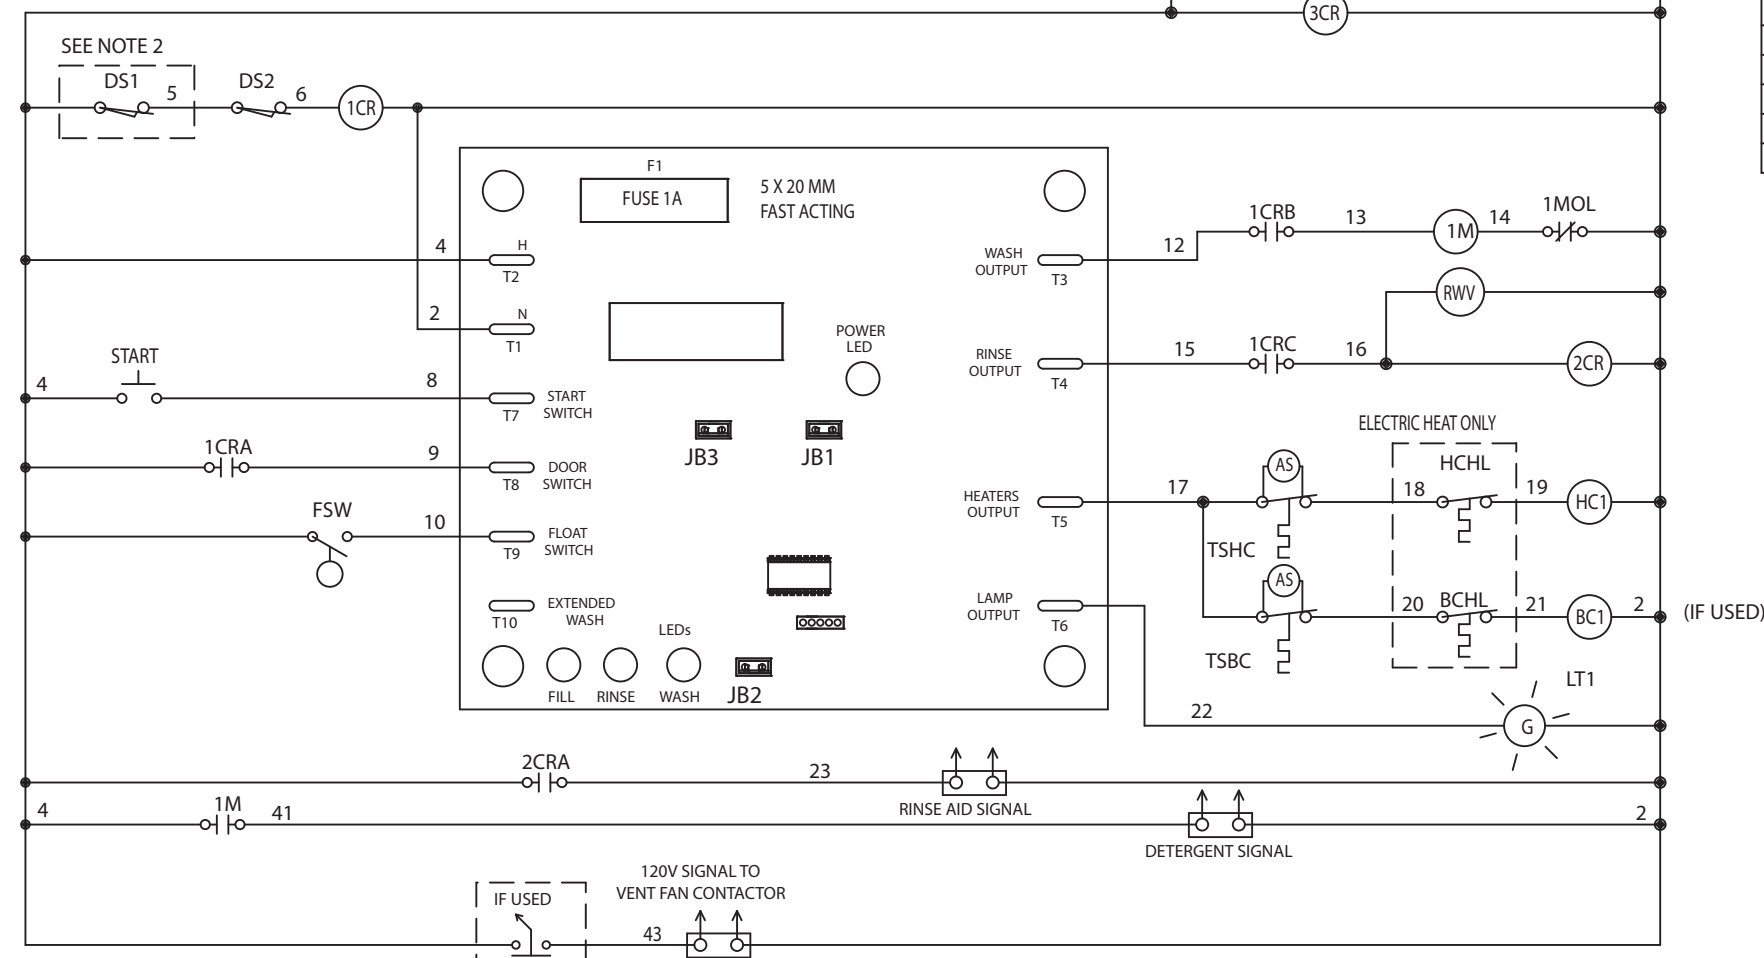 3CR
SEE NOTE 2
DS1
5
DS2
6
1CR
F1
FUSE 1A
5 X 20 MM
FAST ACTING
4
H
T2
2
N
T1
POWER
LED
START
4
8
START
SWITCH
T7
1CRA
9
DOOR
SWITCH
T8
FSW
10
FLOAT
SWITCH
T9
EXTENDED
WASH
T10
JB3
JB1
LEDs
FILL
RINSE
WASH
JB2
WASH
OUTPUT
T3
12
1CRB
13
1M
14
1MOL
RWV
RINSE
OUTPUT
T4
15
1CRC
16
2CR
ELECTRIC HEAT ONLY
HEATERS
OUTPUT
T5
17
AS
TSHC
18
HCHL
19
HC1
AS
TSBC
20
BCHL
21
BC1
2
(IF USED)
LAMP
OUTPUT
T6
22
LT1
G
2CRA
23
RINSE AID SIGNAL
4
1M
41
DETERGENT SIGNAL
2
IF USED
43
120V SIGNAL TO
VENT FAN CONTACTOR